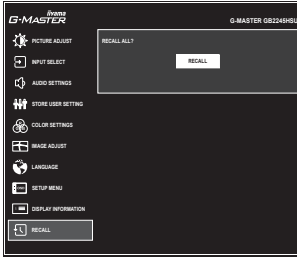 iiyama
G-MASTER
G-MASTER GB2245HSU
PICTURE ADJUST
RECALL ALL?
RECALL
INPUT SELECT
AUDIO SETTINGS
STORE USER SETTING
COLOR SETTINGS
IMAGE ADJUST
LANGUAGE
SETUP MENU
DISPLAY INFORMATION
RECALL